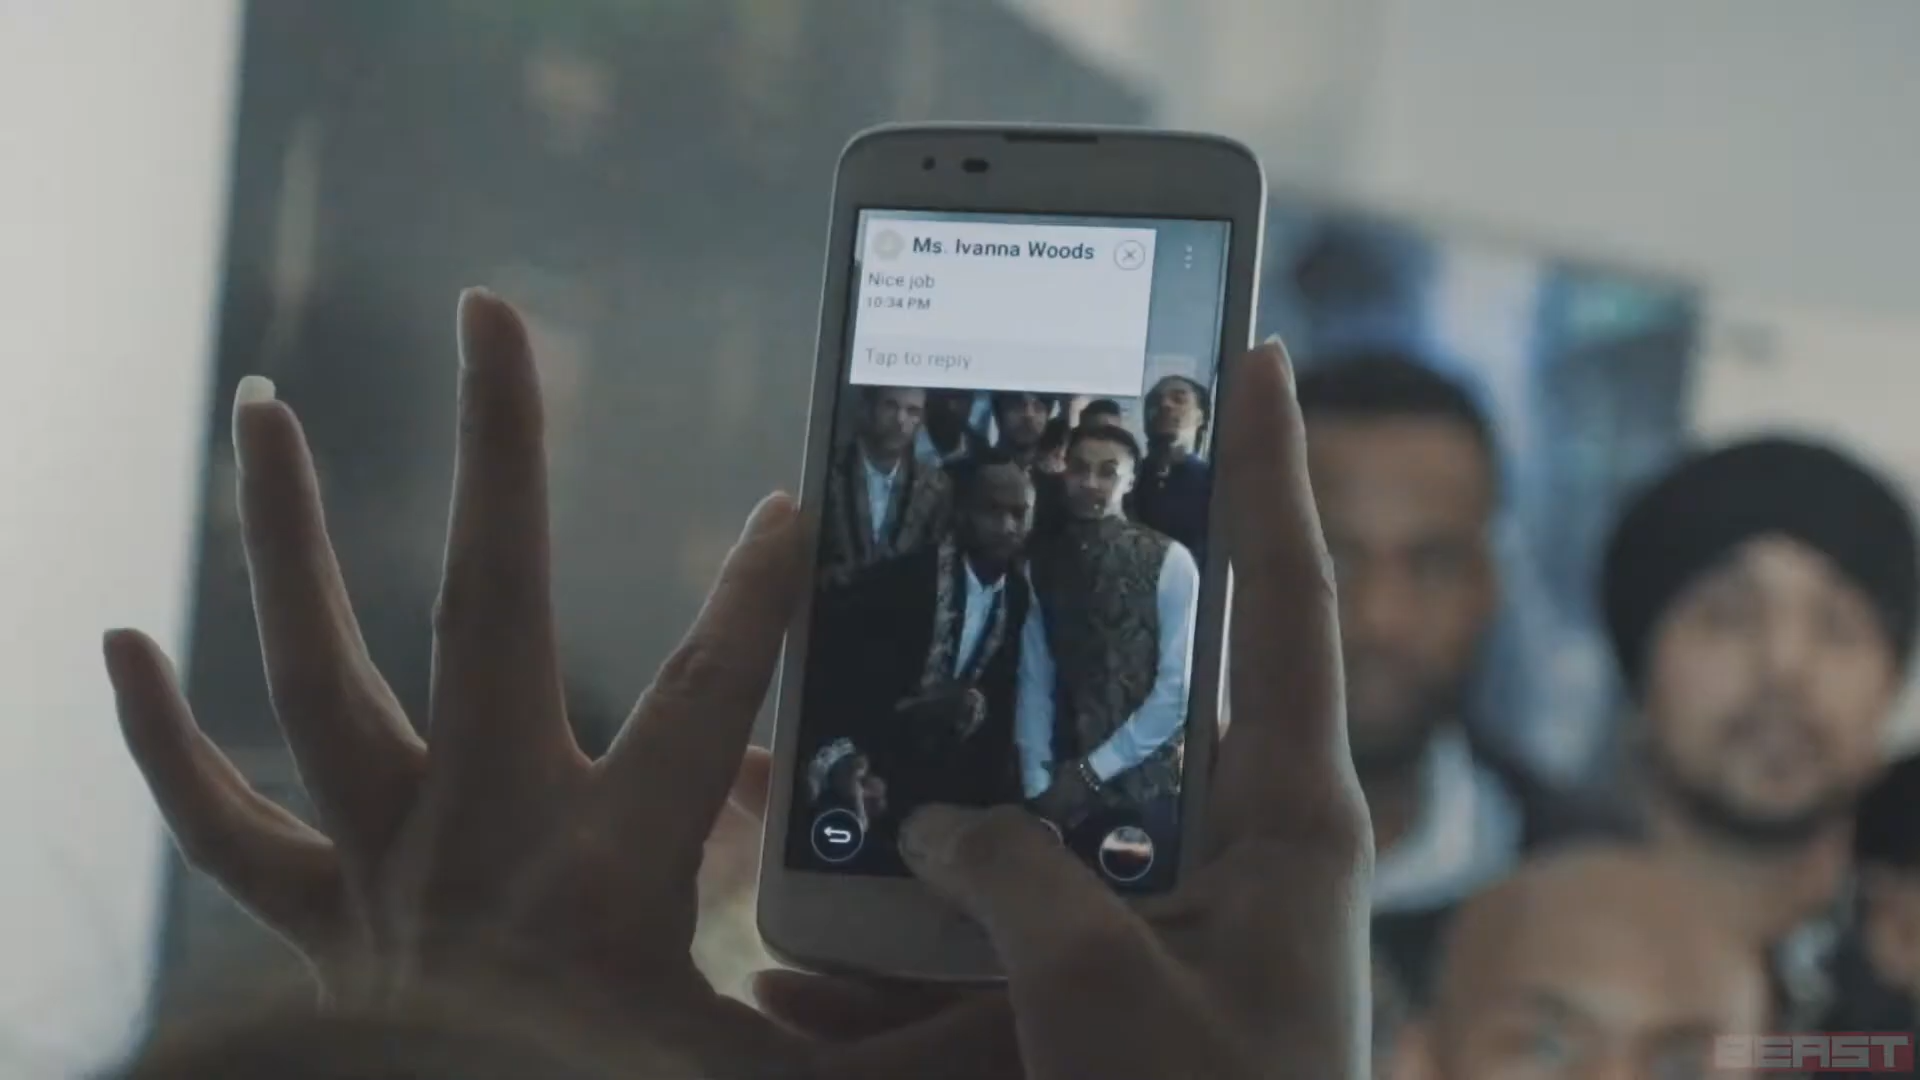 Ms. Ivanna Woods
Nice job
10:34 PM
Tap to reply
BEAST